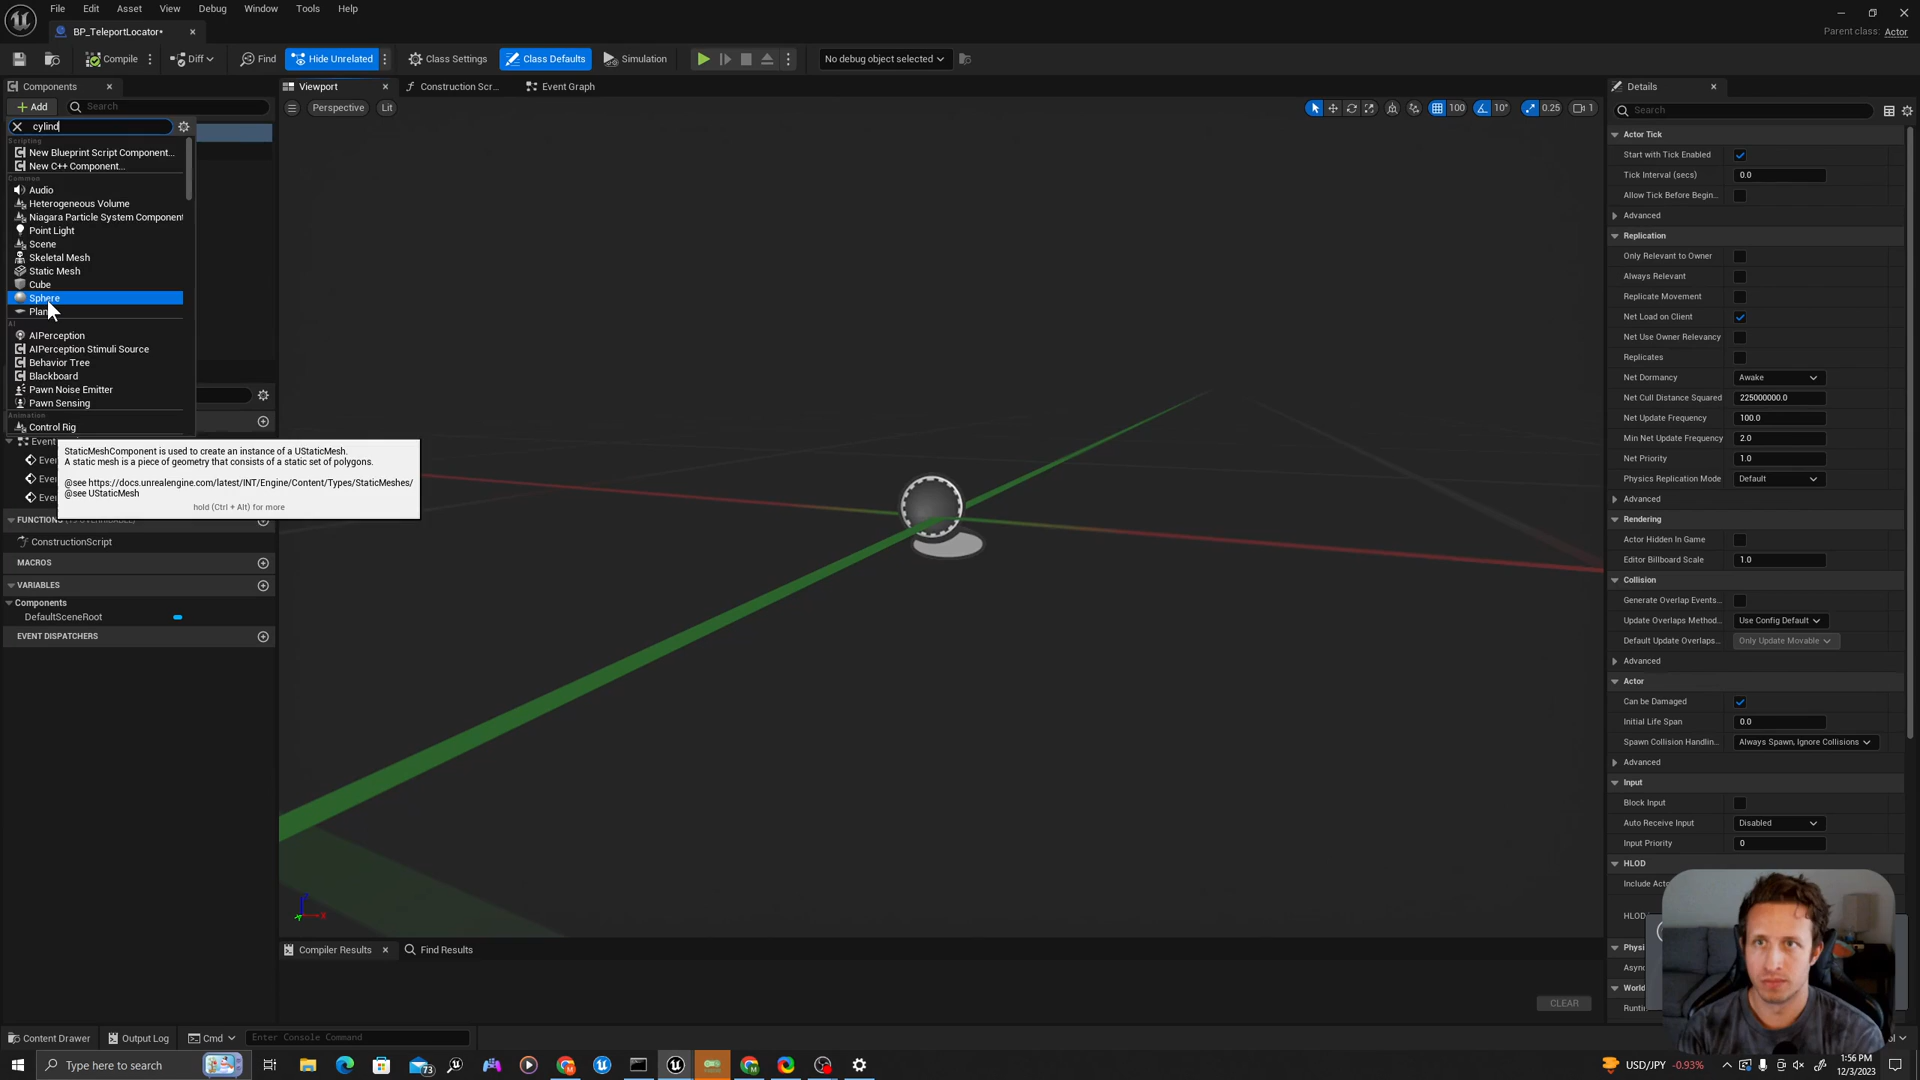 File Edit Asset View Debug Window Tools Help
BP_TeleportLocator•
Parent class: Actor
Compile Diff Find Hide Unrelated Class Settings Class Defaults Simulation No debug object selected
Components Viewport Construction Scr... Event Graph Details
Add Search
Perspective Lit 100 10° 0.25 1 Search
cylind
Scripting
New Blueprint Script Component...
New C++ Component...
Common
Audio
Heterogeneous Volume
Niagara Particle System Component
Point Light
Scene
Skeletal Mesh
Static Mesh
Cube
Sphere
AI
AIPerception
AIPerception Stimuli Source
Behavior Tree
Blackboard
Pawn Noise Emitter
Pawn Sensing
Animation
Control Rig
StaticMeshComponent is used to create an instance of a UStaticMesh.
A static mesh is a piece of geometry that consists of a static set of polygons.
@see https://docs.unrealengine.com/latest/INT/Engine/Content/Types/StaticMeshes/
@see UStaticMesh
hold (Ctrl + Alt) for more
ConstructionScript
MACROS
VARIABLES
Components
DefaultSceneRoot
EVENT DISPATCHERS
Actor Tick
Start with Tick Enabled
Tick Interval (secs) 0.0
Allow Tick Before Begin...
Advanced
Replication
Only Relevant to Owner
Always Relevant
Replicate Movement
Net Load on Client
Net Use Owner Relevancy
Replicates
Net Dormancy Awake
Net Cull Distance Squared 225000000.0
Net Update Frequency 100.0
Min Net Update Frequency 2.0
Net Priority 1.0
Physics Replication Mode Default
Advanced
Rendering
Actor Hidden In Game
Editor Billboard Scale 1.0
Collision
Generate Overlap Events...
Update Overlaps Method... Use Config Default
Default Update Overlaps... Only Update Movable
Advanced
Actor
Can be Damaged
Initial Life Span 0.0
Spawn Collision Handlin... Always Spawn, Ignore Collisions
Advanced
Input
Block Input
Auto Receive Input Disabled
Input Priority 0
HLOD
Compiler Results Find Results
CLEAR
Content Drawer Output Log Cmd Enter Console Command
Type here to search 73 USD/JPY -0.93% 1:56 PM
12/3/2023